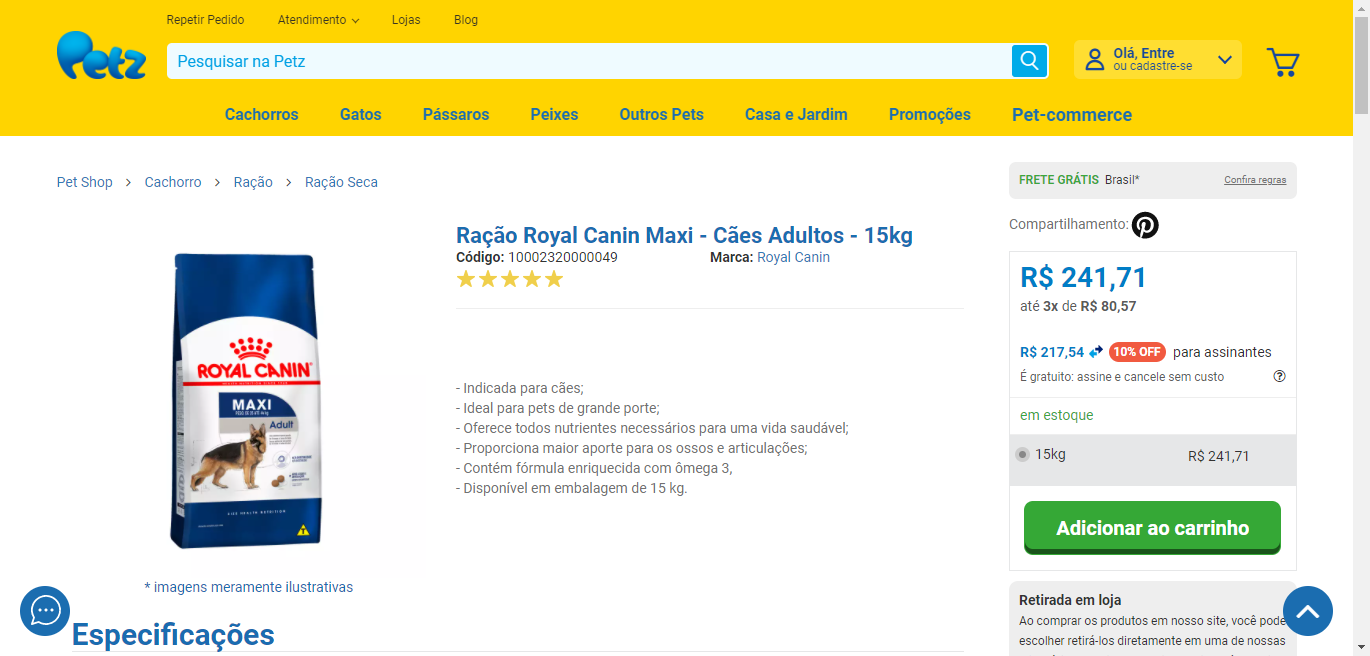 Repetir Pedido
Atendimento
Lojas
Blog
Petz
Pesquisar na Petz
Olá, Entre
ou cadastre-se
Cachorros
Gatos
Pássaros
Peixes
Outros Pets
Casa e Jardim
Promoções
Pet-commerce
Pet Shop > Cachorro > Ração > Ração Seca
FRETE GRÁTIS Brasil*
Confira regras
Compartilhamento:
Ração Royal Canin Maxi - Cães Adultos - 15kg
Código: 10002320000049
Marca: Royal Canin
ROYAL CANIN
MAXI
Adult
- Indicada para cães;
- Ideal para pets de grande porte;
- Oferece todos nutrientes necessários para uma vida saudável;
- Proporciona maior aporte para os ossos e articulações;
- Contém fórmula enriquecida com ômega 3,
- Disponível em embalagem de 15 kg.
* imagens meramente ilustrativas
R$ 241,71
até 3x de R$ 80,57
R$ 217,54 10% OFF para assinantes
É gratuito: assine e cancele sem custo
em estoque
15kg R$ 241,71
Adicionar ao carrinho
Retirada em loja
Ao comprar os produtos em nosso site, você pode
escolher retirá-los diretamente em uma de nossas
Especificações